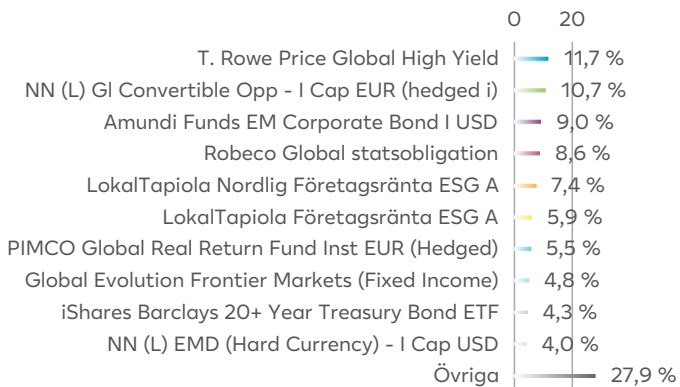 0 20
T. Rowe Price Global High Yield 11,7 %
NN (L) Gl Convertible Opp - I Cap EUR (hedged i) 10,7 %
Amundi Funds EM Corporate Bond I USD 9,0 %
Robeco Global statsobligation 8,6 %
LokalTapiola Nordlig Företagsränta ESG A 7,4 %
LokalTapiola Företagsränta ESG A 5,9 %
PIMCO Global Real Return Fund Inst EUR (Hedged) 5,5 %
Global Evolution Frontier Markets (Fixed Income) 4,8 %
iShares Barclays 20+ Year Treasury Bond ETF 4,3 %
NN (L) EMD (Hard Currency) - I Cap USD 4,0 %
Övriga 27,9 %